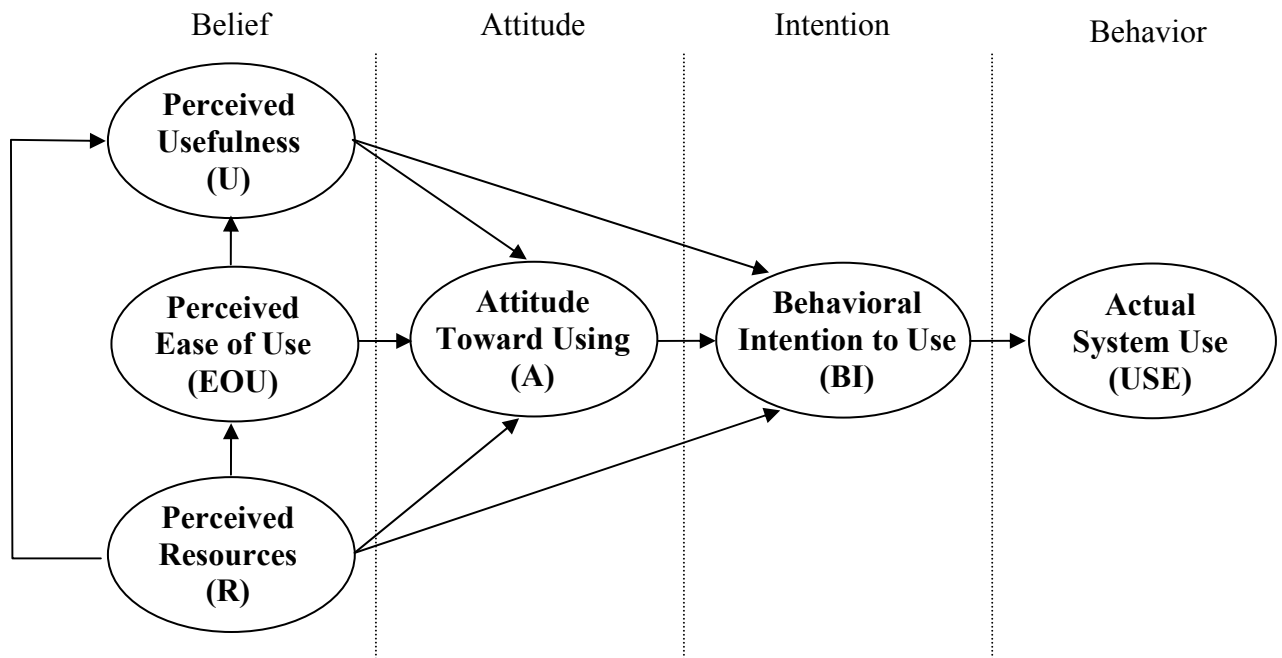 Belief
Attitude
Intention
Behavior
Perceived
Usefulness
(U)
Perceived
Ease of Use
(EOU)
Attitude
Toward Using
(A)
Behavioral
Intention to Use
(BI)
Actual
System Use
(USE)
Perceived
Resources
(R)